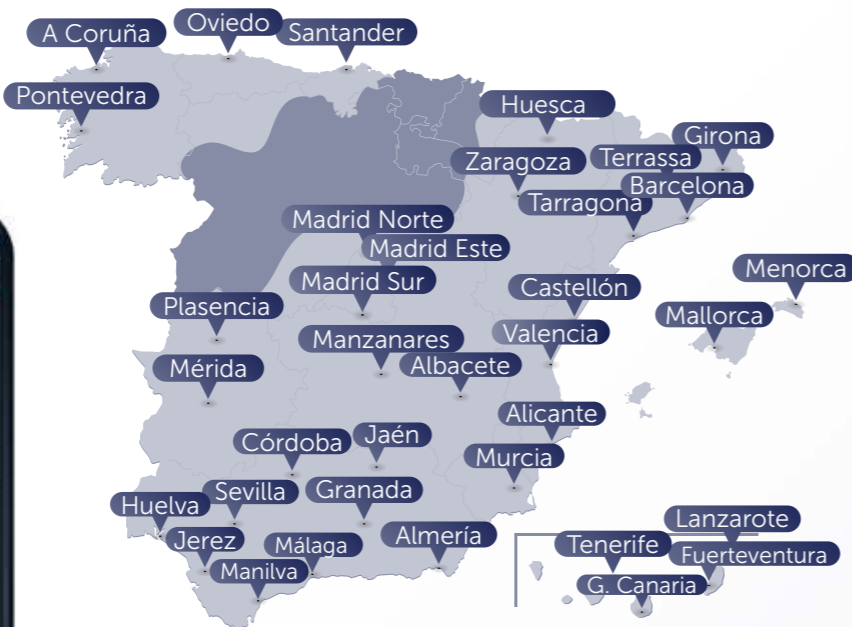 A Coruña
Oviedo
Santander
Pontevedra
Huesca
Girona
Zaragoza
Terrassa
Barcelona
Tarragona
Madrid Norte
Madrid Este
Menorca
Madrid Sur
Castellón
Plasencia
Mallorca
Valencia
Manzanares
Albacete
Mérida
Alicante
Jaén
Córdoba
Murcia
Granada
Sevilla
Huelva
Lanzarote
Almería
Jerez
Málaga
Tenerife
Fuerteventura
Manilva
G. Canaria